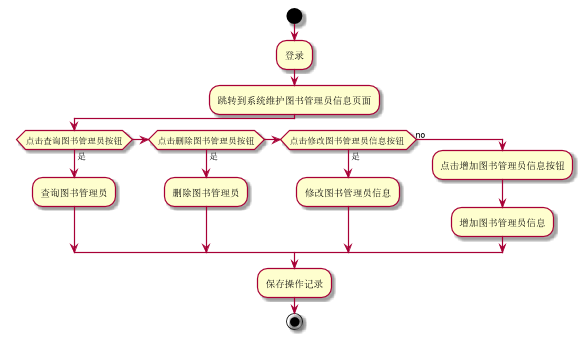 登录
跳转到系统维护图书管理员信息页面
点击查询图书管理员按钮
点击删除图书管理员按钮
点击修改图书管理员信息按钮
no
是
是
是
点击增加图书管理员信息按钮
查询图书管理员
删除图书管理员
修改图书管理员信息
增加图书管理员信息
保存操作记录